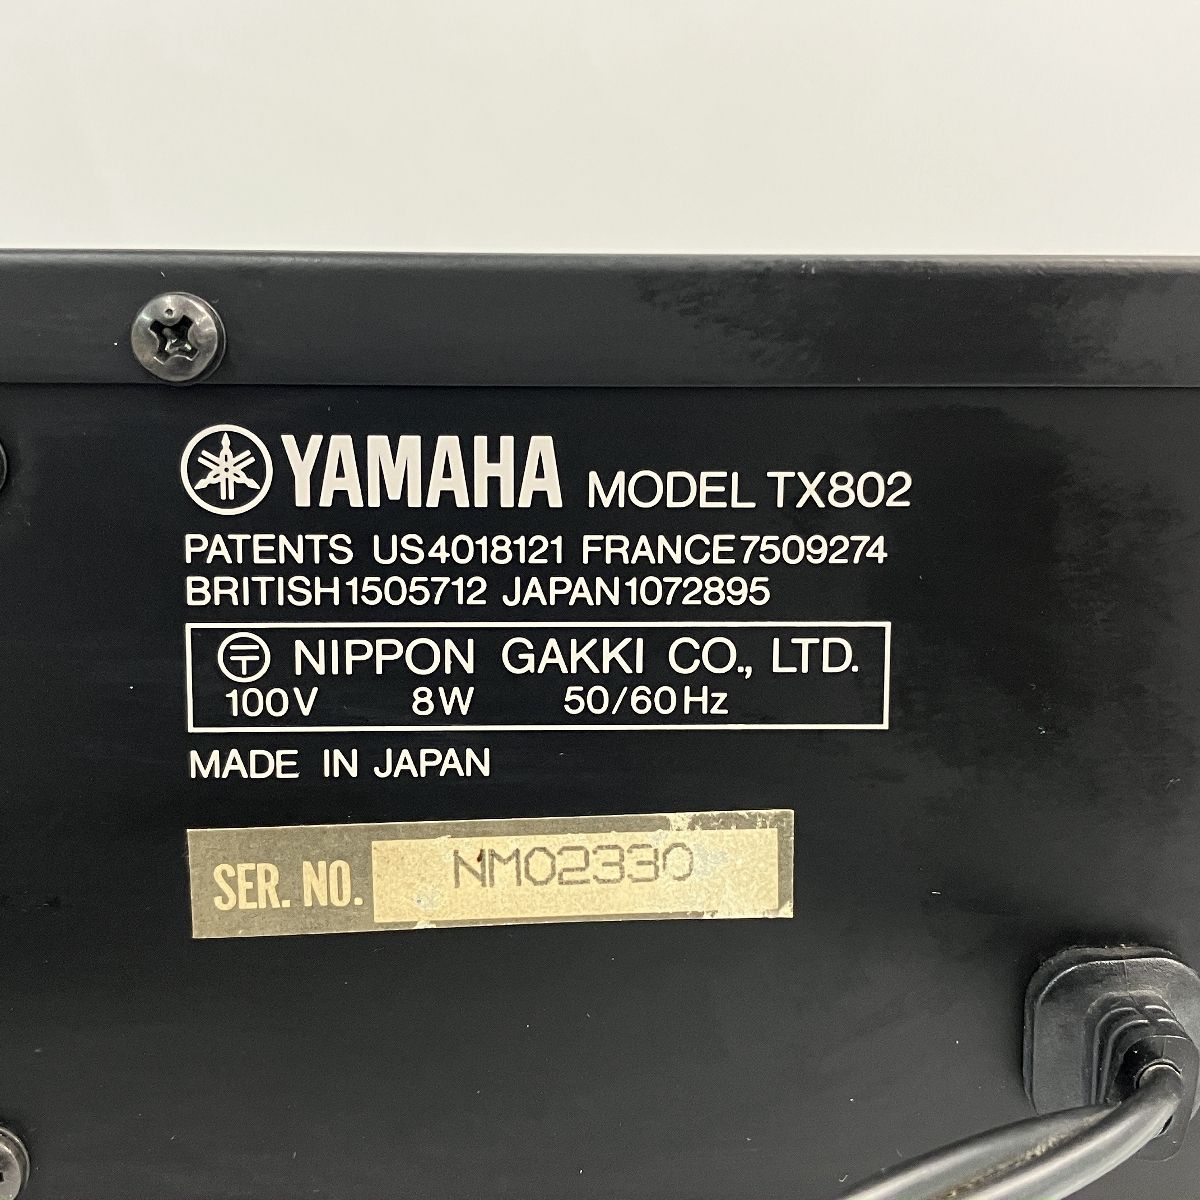 YAMAHA MODEL TX802
PATENTS US4018121 FRANCE7509274
BRITISH1505712 JAPAN1072895
〒 NIPPON GAKKI CO., LTD.
100V 8W 50/60Hz
MADE IN JAPAN
SER. NO. NM02330